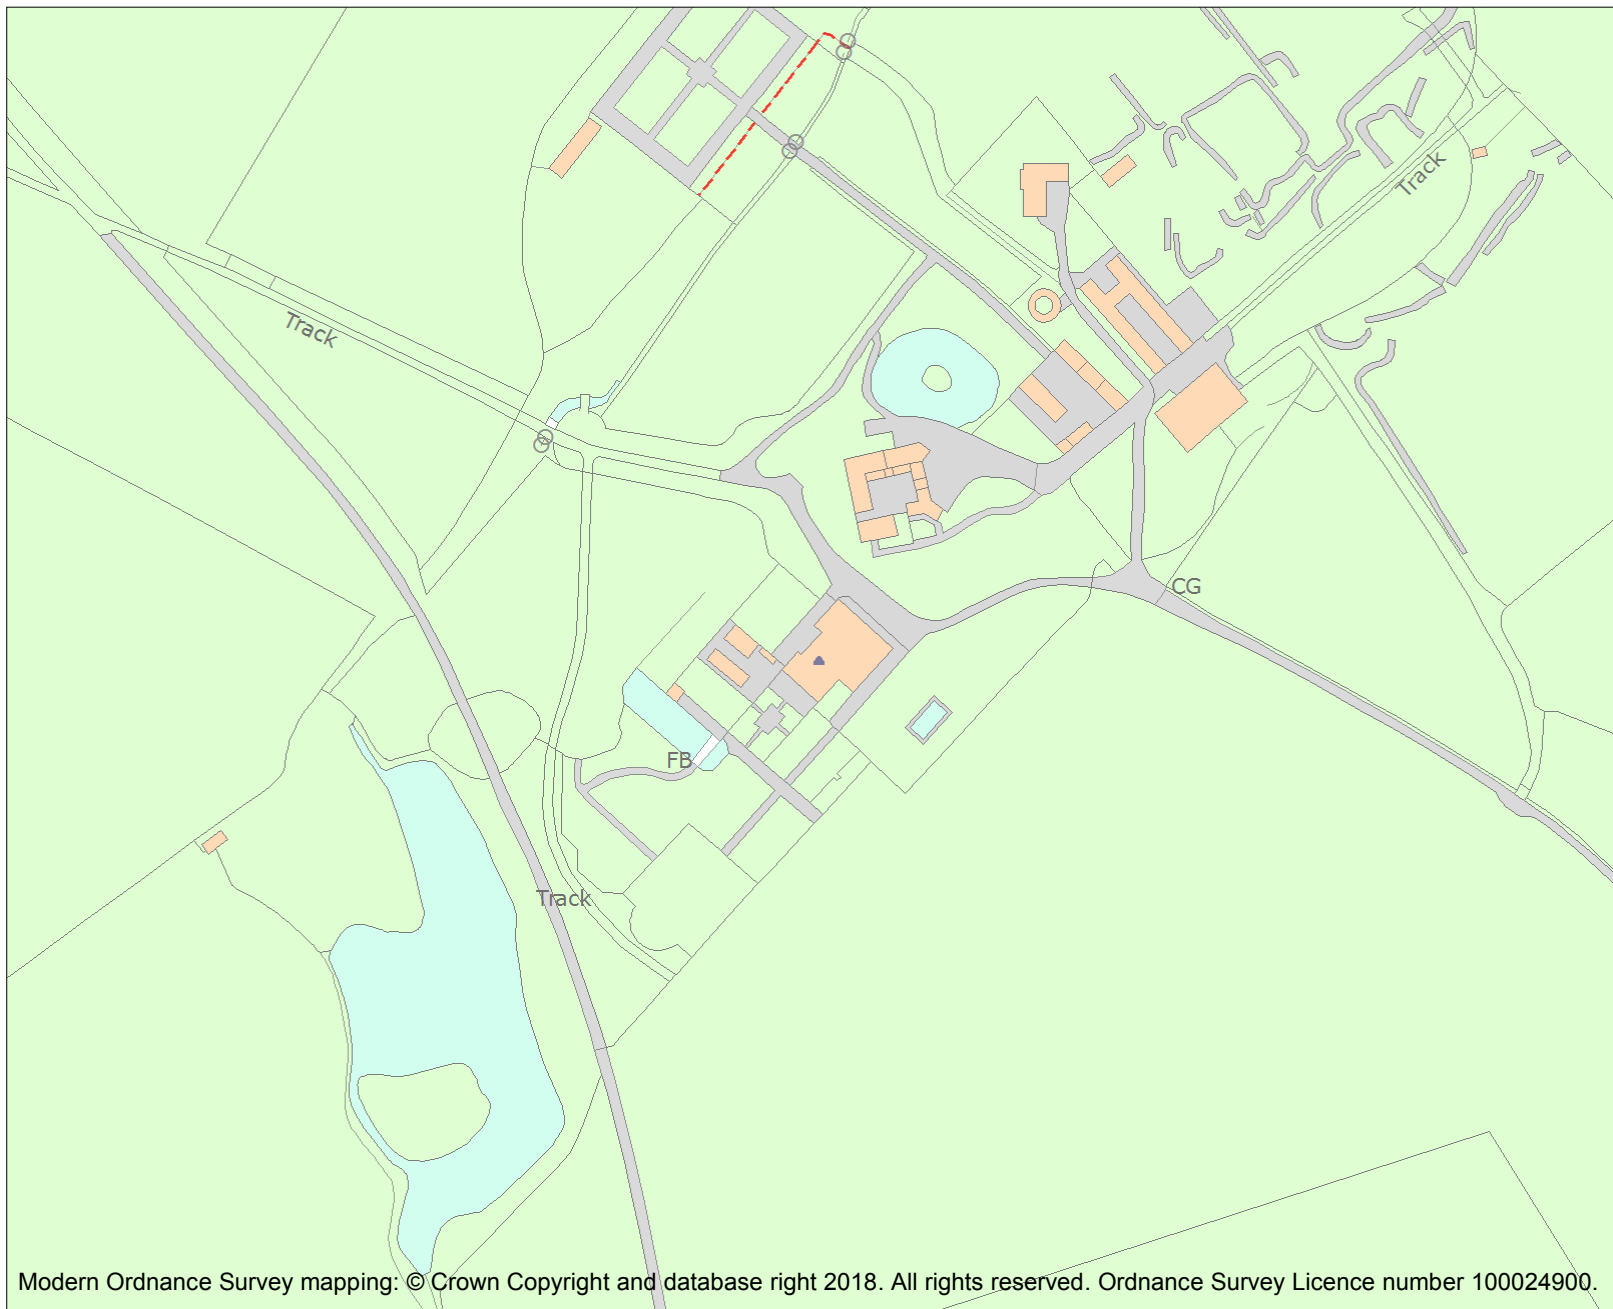 Track
Track
CG
FB
Track
Modern Ordnance Survey mapping: © Crown Copyright and database right 2018. All rights reserved. Ordnance Survey Licence number 100024900.